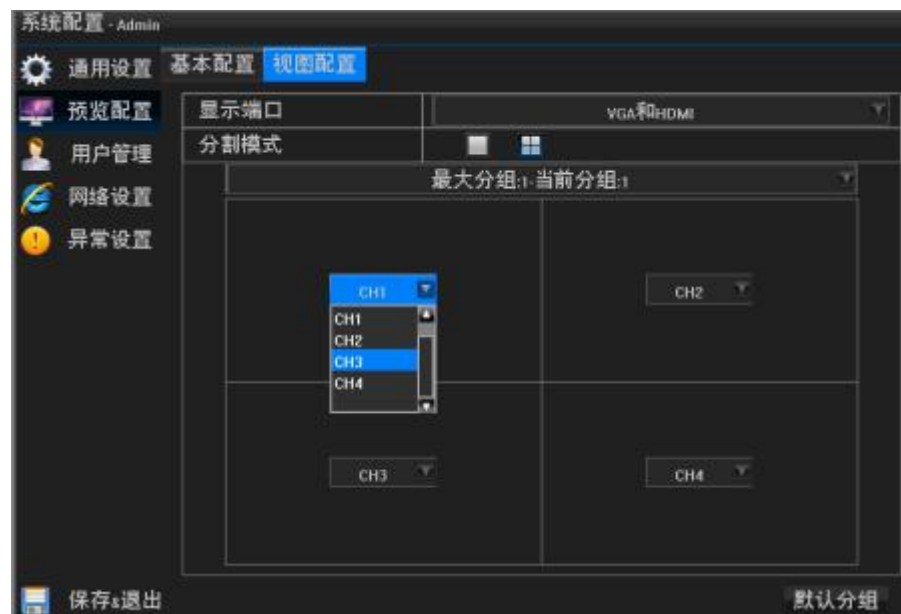 系统配置 - Admin
通用设置
基本配置
视图配置
预览配置
显示端口
VGA和HDMI
用户管理
分割模式
网络设置
最大分组:1-当前分组:1
异常设置
CH1
CH1
CH2
CH3
CH4
CH2
CH3
CH4
保存&退出
默认分组